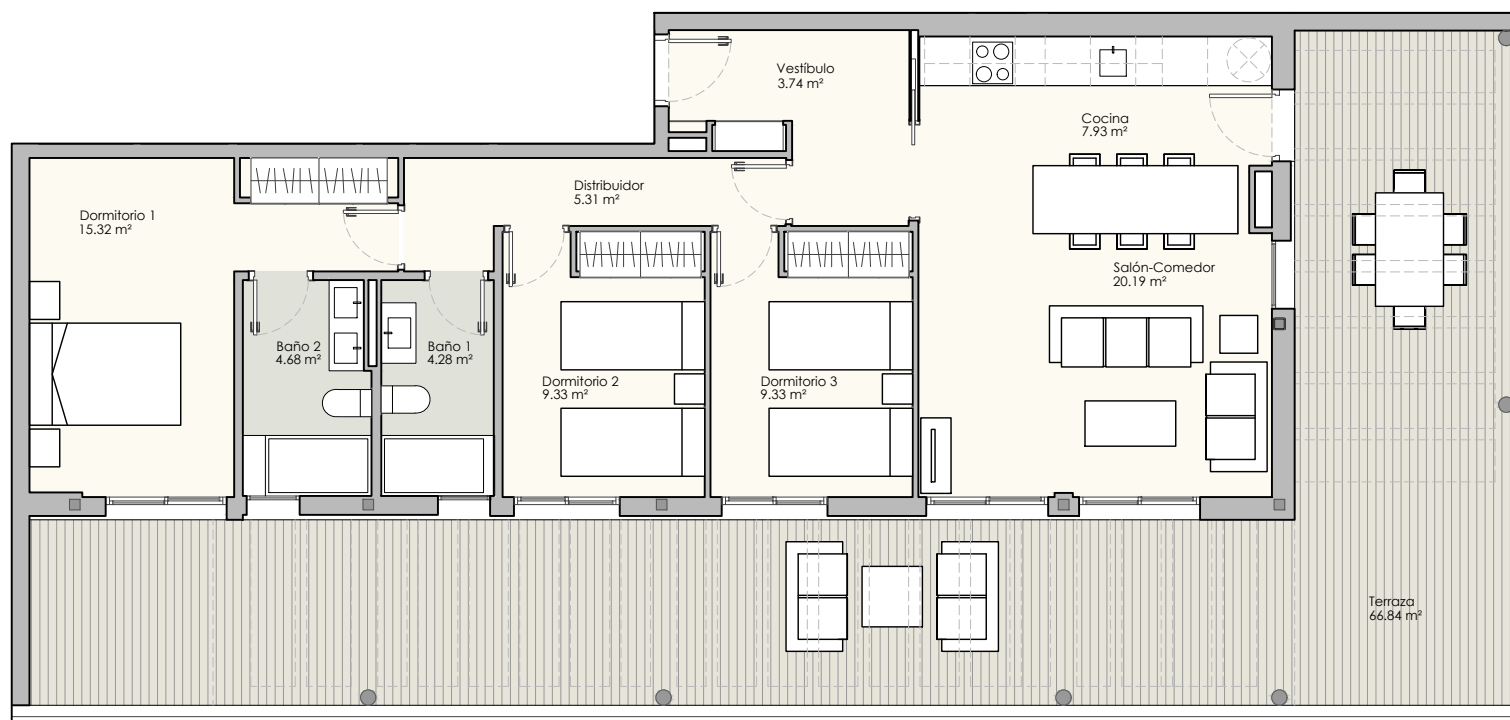 Vestíbulo
3.74 m²
Cocina
7.93 m²
Distribuidor
5.31 m²
Dormitorio 1
15.32 m²
Salón-Comedor
20.19 m²
Baño 2
4.68 m²
Baño 1
4.28 m²
Dormitorio 2
9.33 m²
Dormitorio 3
9.33 m²
Terraza
66.84 m²